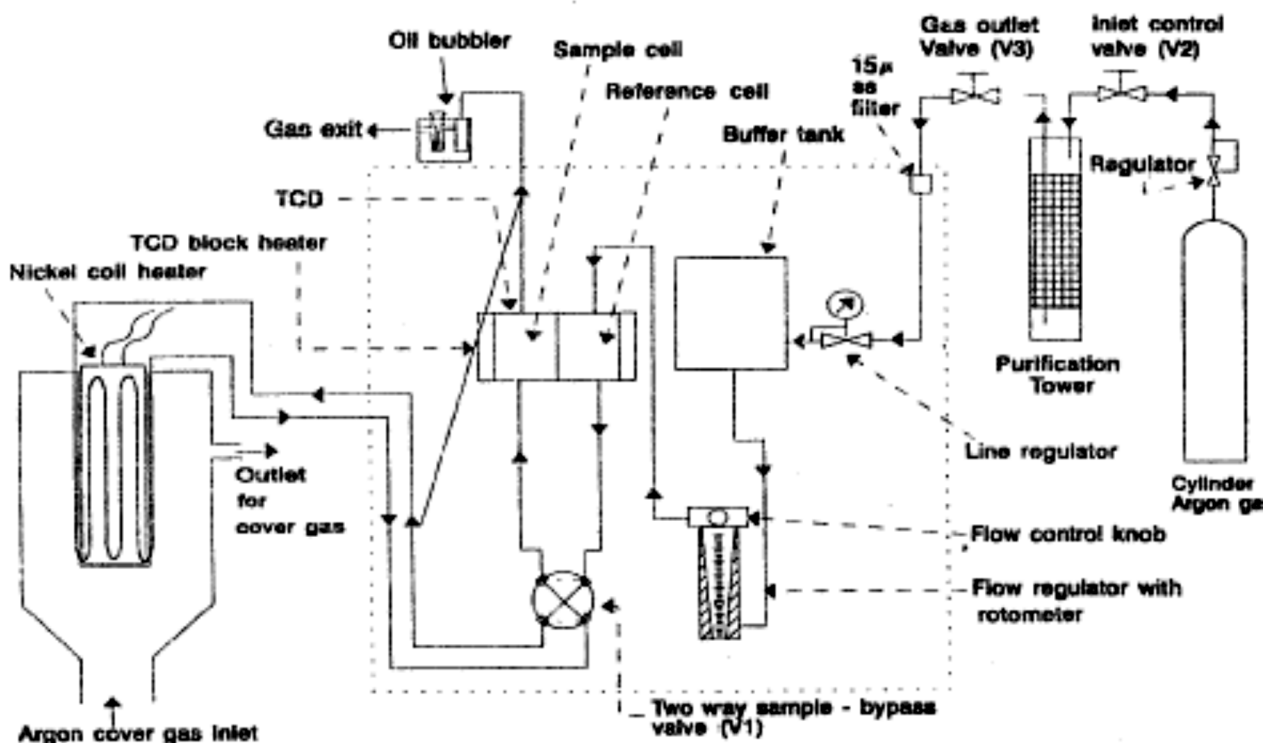 Gas outlet
Valve (V3)
Inlet control
valve (V2)
Oil bubbler
Sample cell
15μ
ss
filter
Reference cell
Gas exit
Buffer tank
Regulator
TCD
TCD block heater
Nickel coil heater
Purification
Tower
Line regulator
Outlet
for
cover gas
Cylinder
Argon gas
Flow control knob
Flow regulator with
rotometer
Two way sample - bypass
valve (V1)
Argon cover gas inlet